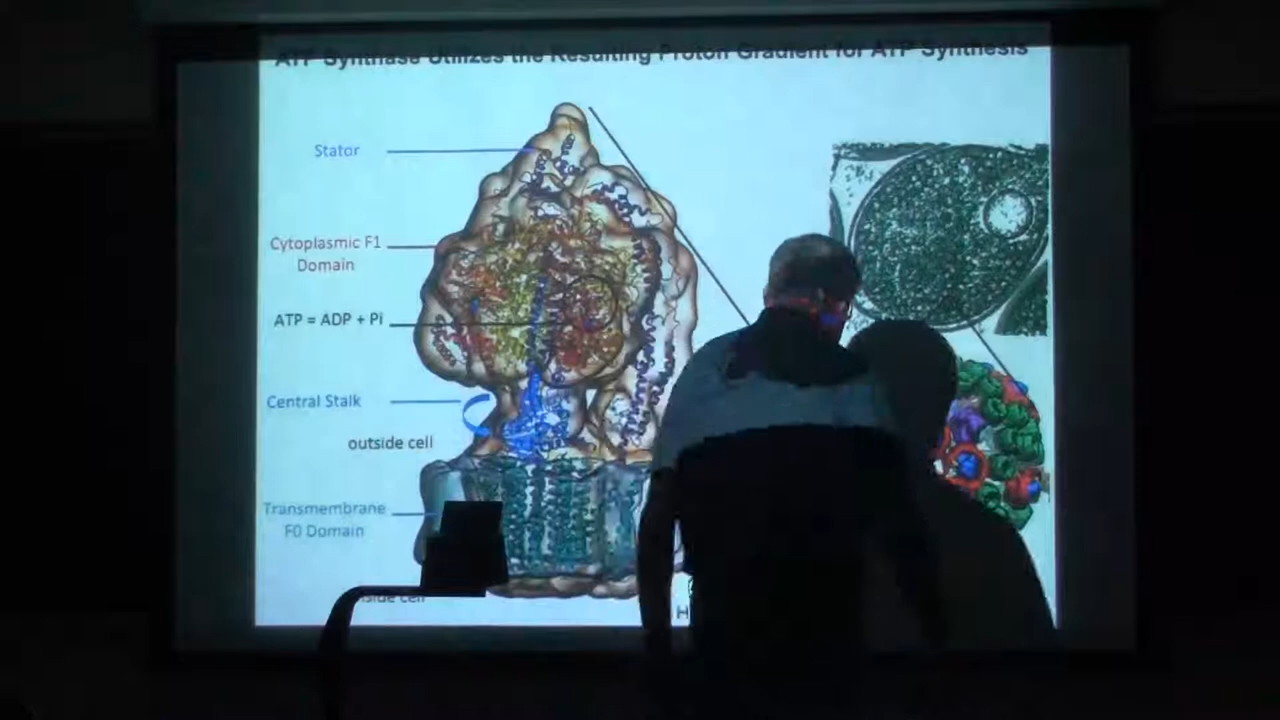 ATP Synthase Utilizes the Resulting Proton Gradient for ATP Synthesis
Stator
Cytoplasmic F1
Domain
ATP = ADP + Pi
Central Stalk
outside cell
Transmembrane
F0 Domain
cell
H